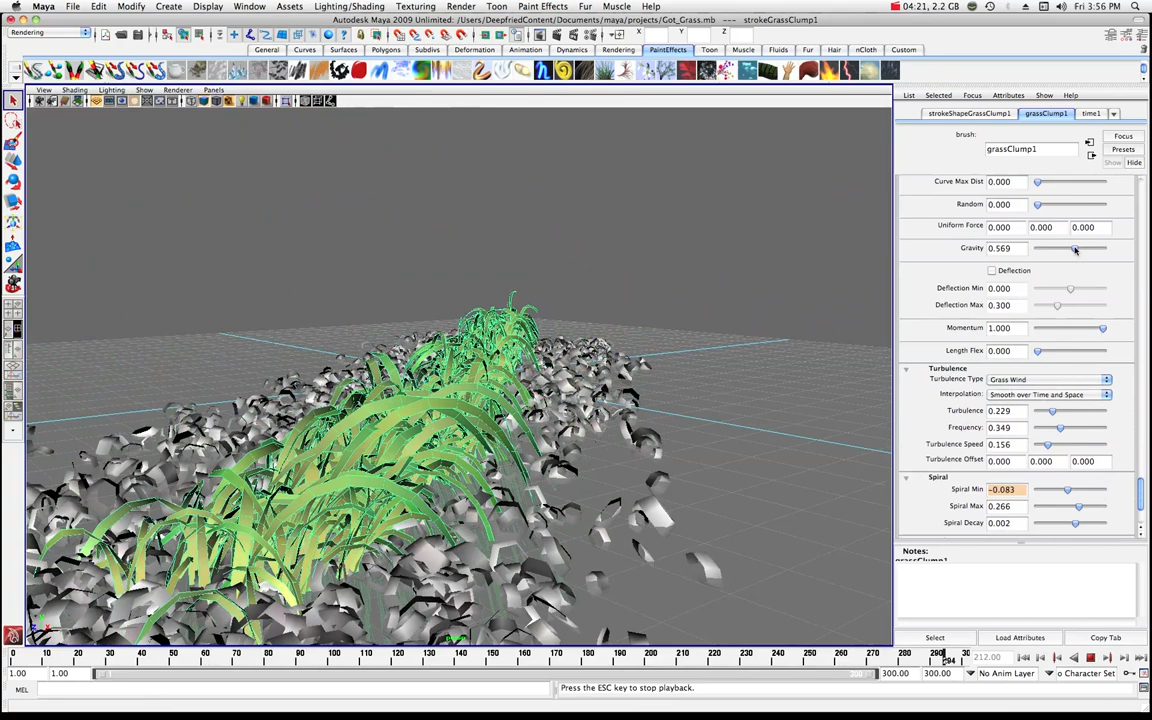 Maya File Edit Modify Create Display Window Assets Lighting/Shading Texturing Render Paint Effects Fur Muscle Help 04:21, 2.8 GB Fri 3:56 PM
Autodesk Maya 2009 Unlimited: /Users/DeepfriedContent/Documents/maya/projects/Got_Grass.mb --- strokeGrassClump1
Rendering X: Y: Z:
General Curves Surfaces Polygons Subdivs Deformation Animation Dynamics Rendering PaintEffects Toon Muscle Fluids Fur Hair nCloth Custom
View Shading Lighting Show Renderer Panels
List Selected Focus Attributes Show Help
strokeShapeGrassClump1 grassClump1 time1
brush:
grassClump1
Focus
Presets
Show Hide
Curve Max Dist 0.000
Random 0.000
Uniform Force 0.000 0.000 0.000
Gravity 0.569
Deflection
Deflection Min 0.000
Deflection Max 0.300
Momentum 1.000
Length Flex 0.000
Turbulence
Turbulence Type Grass Wind
Interpolation: Smooth over Time and Space
Turbulence 0.229
Frequency: 0.349
Turbulence Speed 0.156
Turbulence Offset 0.000 0.000 0.000
Spiral
Spiral Min -0.083
Spiral Max 0.266
Spiral Decay 0.002
Notes:
Select Load Attributes Copy Tab
0 10 20 30 40 50 60 70 80 90 100 110 120 130 140 150 160 170 180 190 200 210 220 230 240 250 260 270 280 290 294 30 212.00
1.00 1.00 300.00 300.00 No Anim Layer o Character Set
MEL Press the ESC key to stop playback.